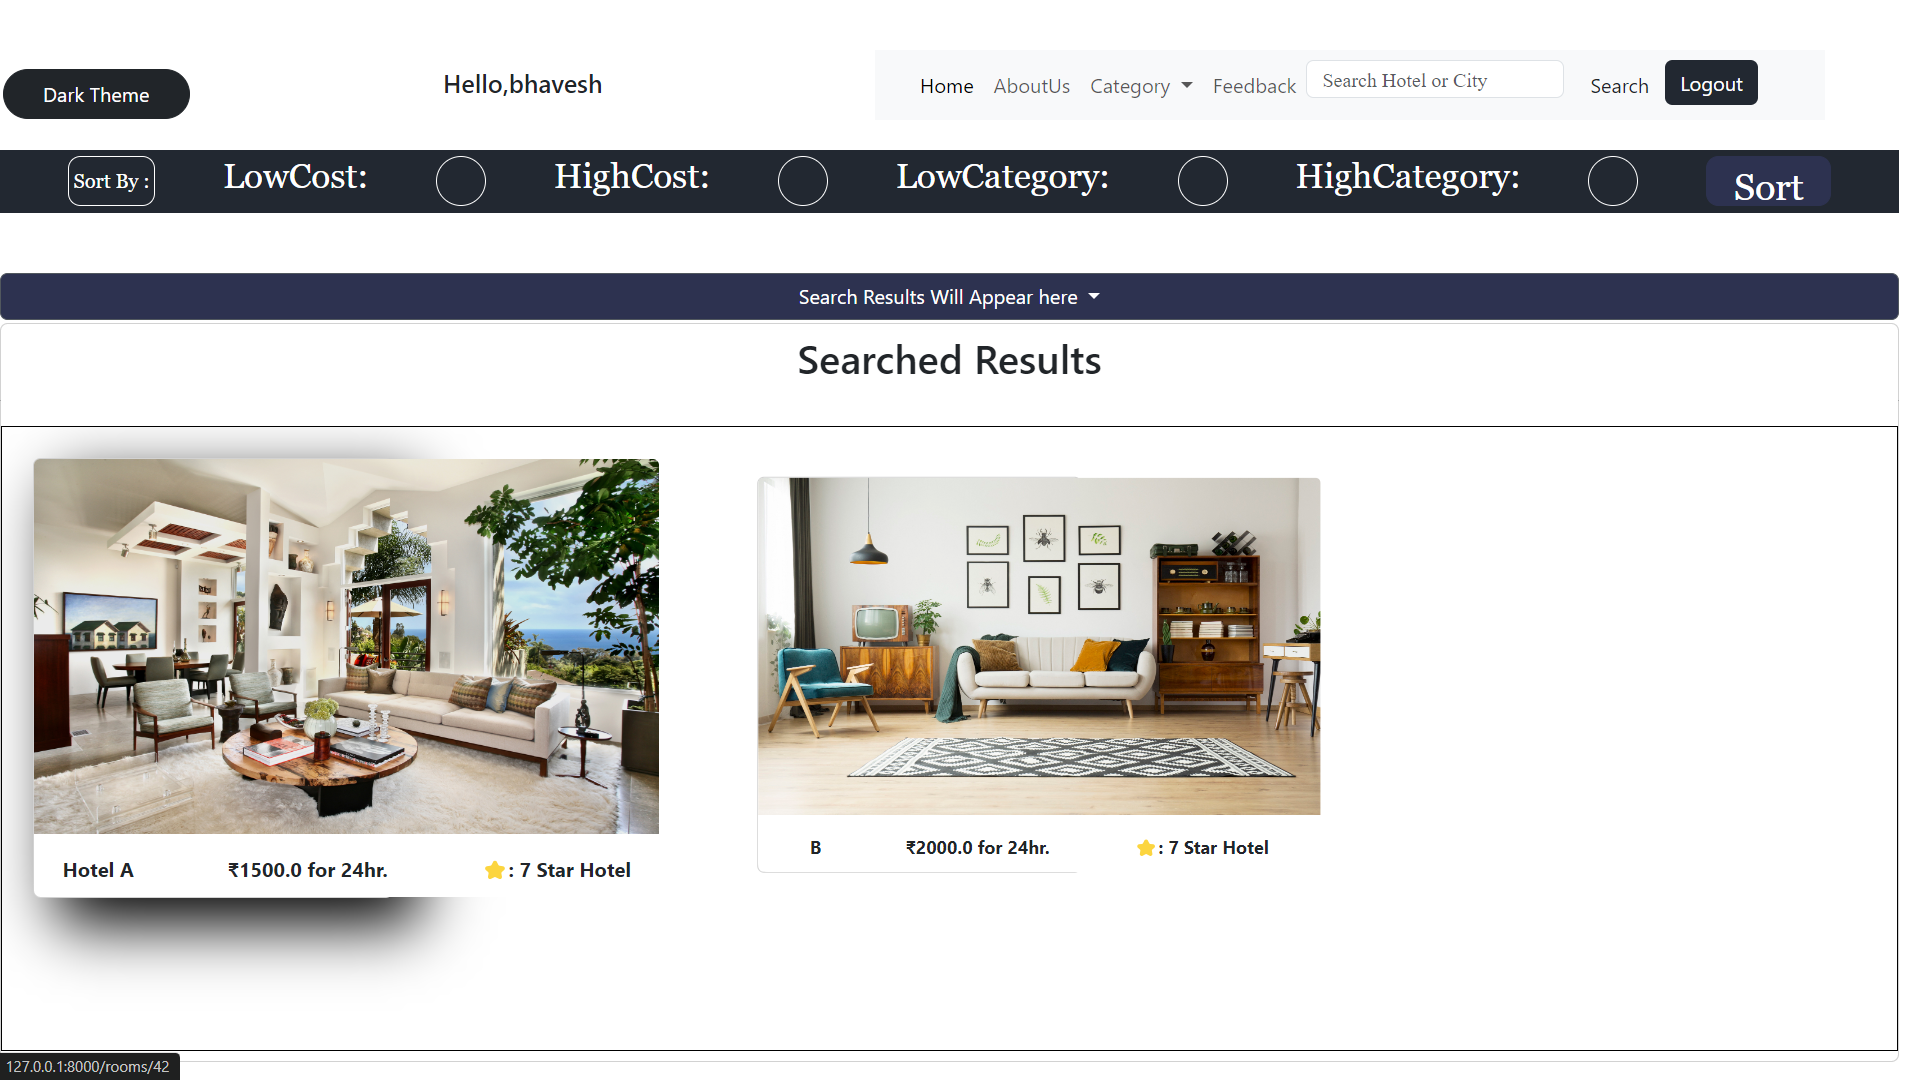 Dark Theme
Hello,bhavesh
Home AboutUs Category Feedback Search Hotel or City Search Logout
Sort By : LowCost: HighCost: LowCategory: HighCategory: Sort
Search Results Will Appear here
Searched Results
Hotel A ₹1500.0 for 24hr. : 7 Star Hotel
B ₹2000.0 for 24hr. : 7 Star Hotel
127.0.0.1:8000/rooms/42